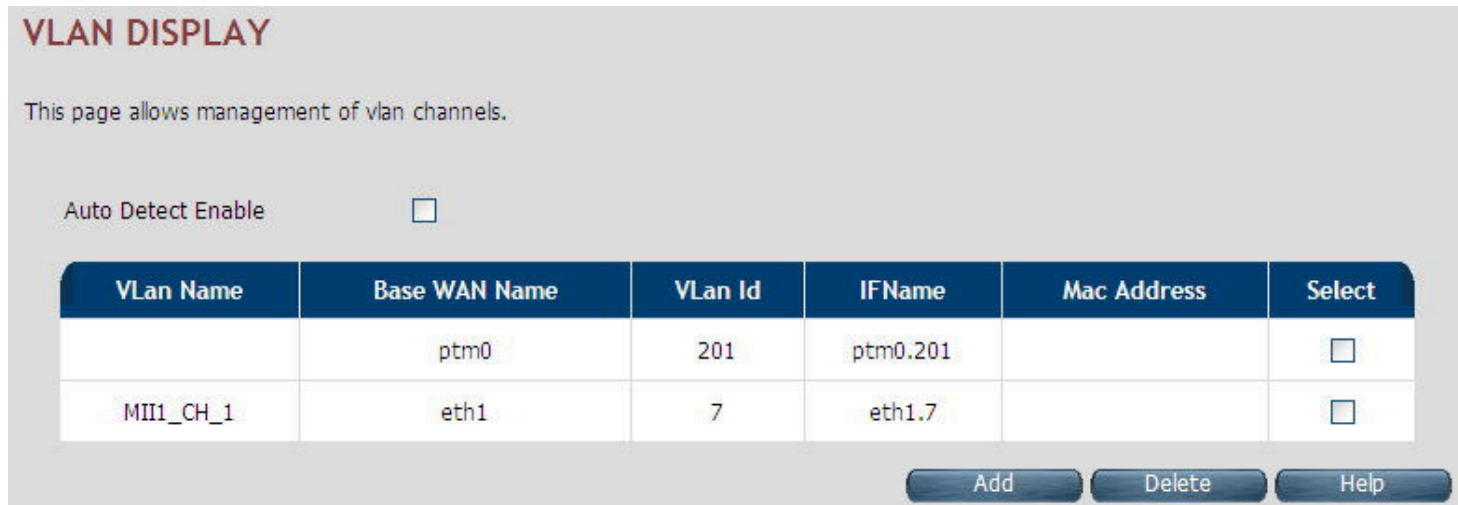 VLAN DISPLAY
This page allows management of vlan channels.
Auto Detect Enable
VLan Name Base WAN Name VLan Id IFName Mac Address Select
ptm0 201 ptm0.201
MII1_CH_1 eth1 7 eth1.7
Add Delete Help